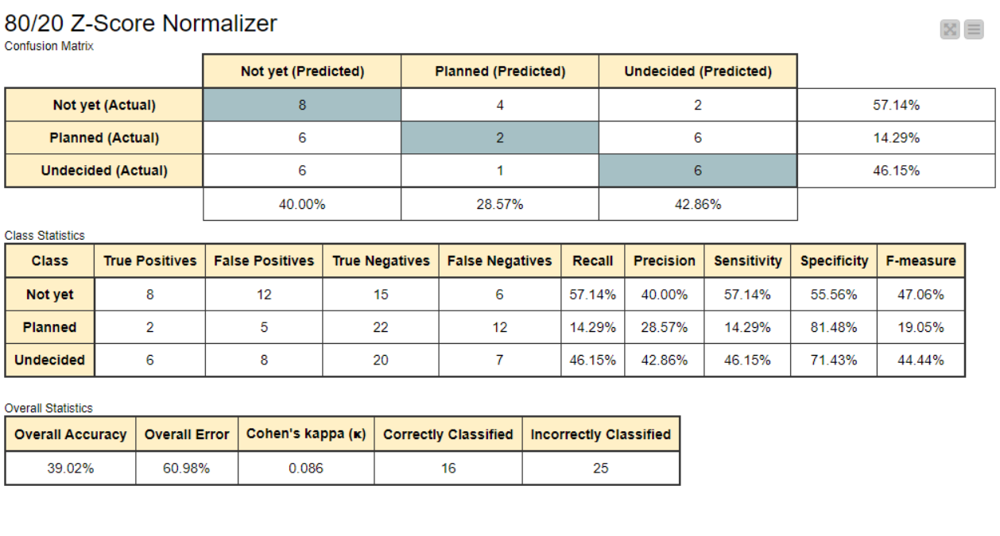 80/20 Z-Score Normalizer
Confusion Matrix
Not yet (Predicted) Planned (Predicted) Undecided (Predicted)
Not yet (Actual) 8 4 2 57.14%
Planned (Actual) 6 2 6 14.29%
Undecided (Actual) 6 1 6 46.15%
40.00% 28.57% 42.86%
Class Statistics
Class True Positives False Positives True Negatives False Negatives Recall Precision Sensitivity Specificity F-measure
Not yet 8 12 15 6 57.14% 40.00% 57.14% 55.56% 47.06%
Planned 2 5 22 12 14.29% 28.57% 14.29% 81.48% 19.05%
Undecided 6 8 20 7 46.15% 42.86% 46.15% 71.43% 44.44%
Overall Statistics
Overall Accuracy Overall Error Cohen's kappa (κ) Correctly Classified Incorrectly Classified
39.02% 60.98% 0.086 16 25